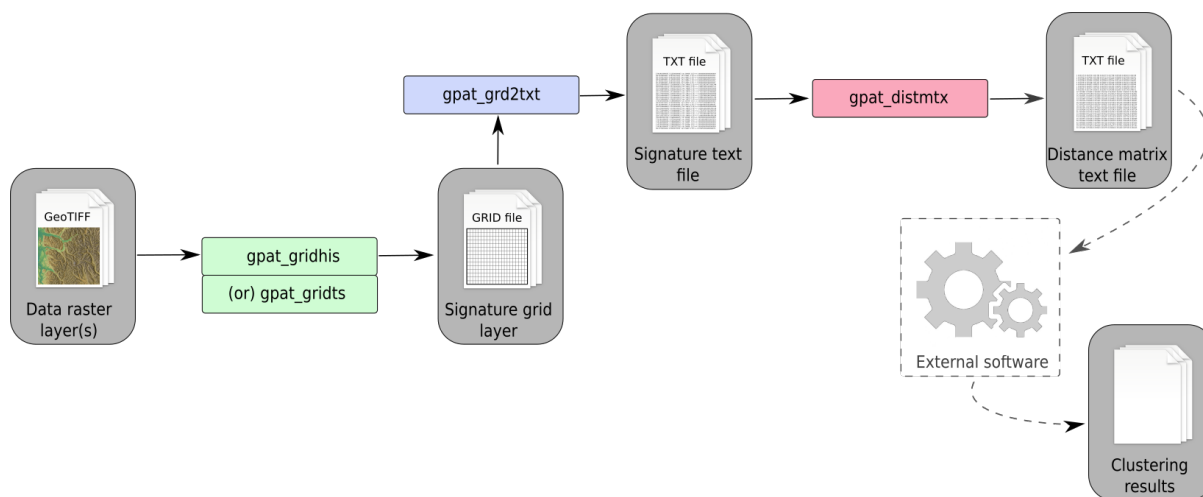 GeoTIFF
Data raster
layer(s)
gpat_gridhis
(or) gpat_gridts
GRID file
Signature grid
layer
gpat_grd2txt
TXT file
Signature text
file
gpat_distmtx
TXT file
Distance matrix
text file
External software
Clustering
results